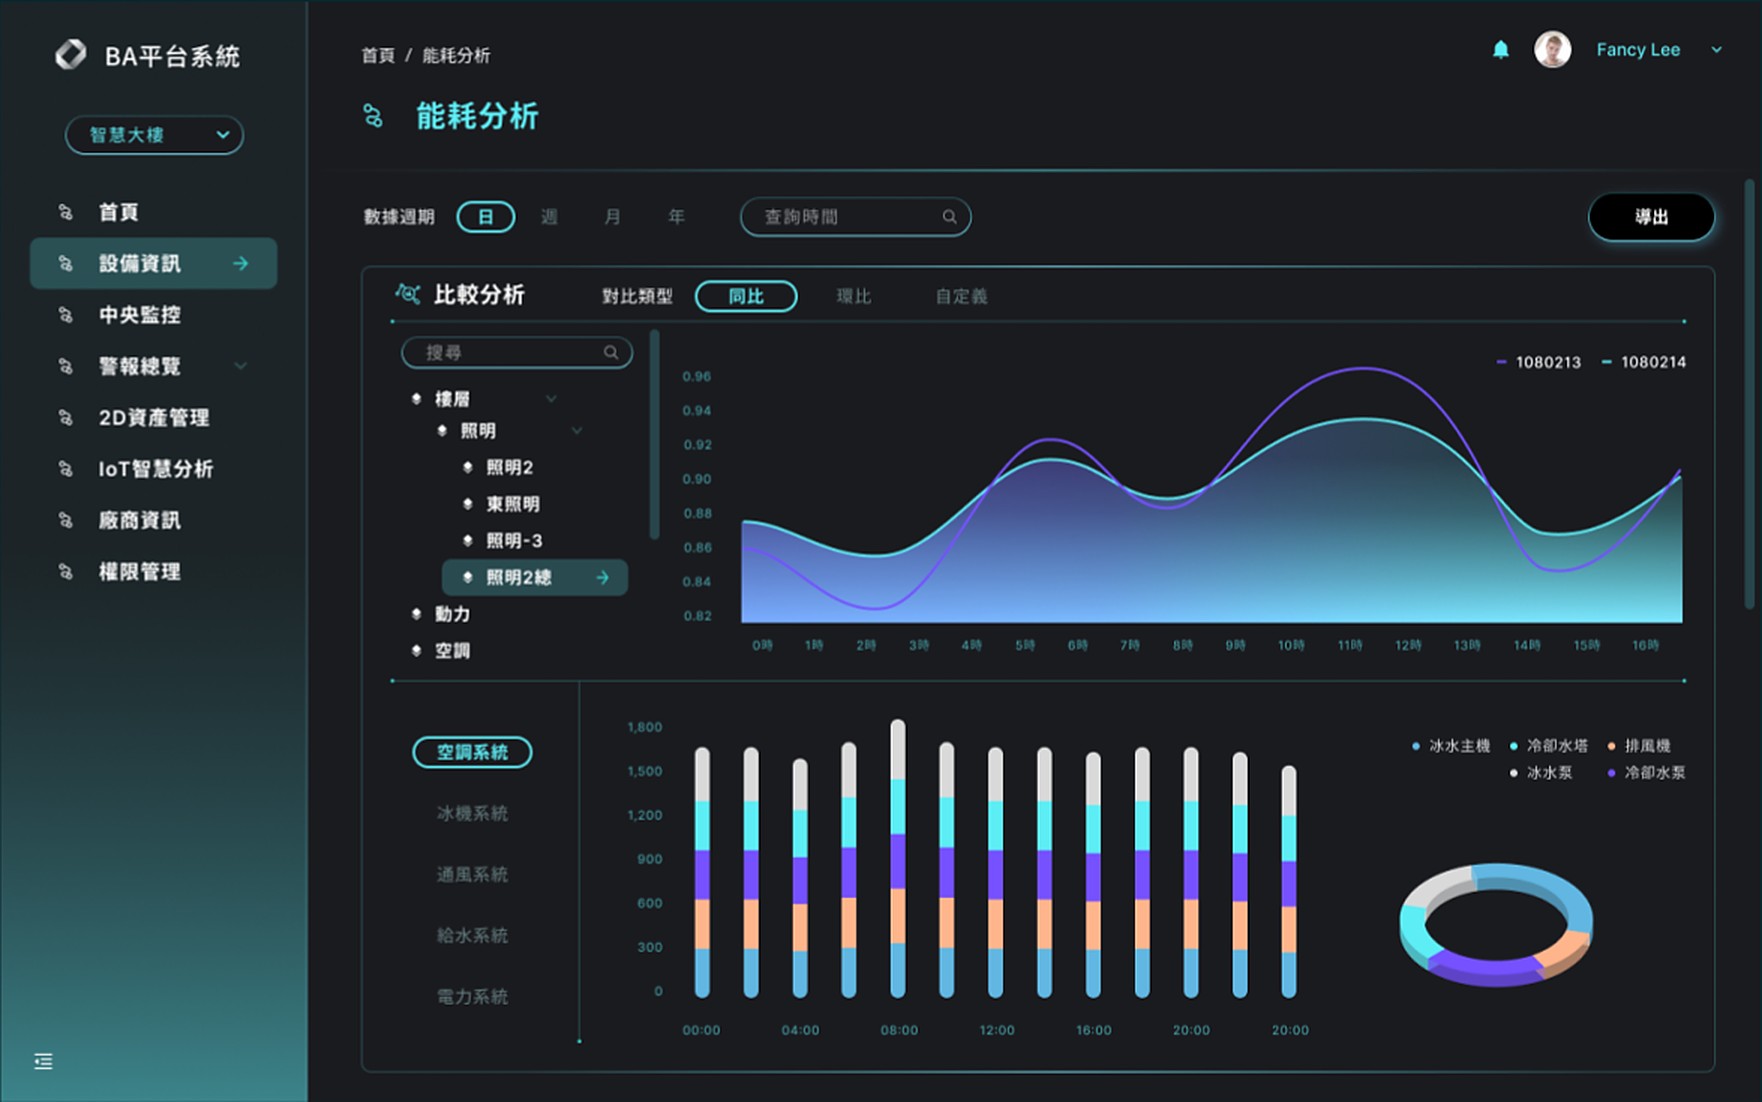 BA平台系統
智慧大樓
首頁
設備資訊
中央監控
警報總覽
2D資產管理
IoT智慧分析
廠商資訊
權限管理
首頁 / 能耗分析
Fancy Lee
能耗分析
數據週期 日 週 月 年 查詢時間 導出
比較分析 對比類型 同比 環比 自定義
搜尋
樓層
照明
照明2
東照明
照明-3
照明2總
動力
空調
1080213 1080214
0.96
0.94
0.92
0.90
0.88
0.86
0.84
0.82
0時 1時 2時 3時 4時 5時 6時 7時 8時 9時 10時 11時 12時 13時 14時 15時 16時
空調系統
冰機系統
通風系統
給水系統
電力系統
1,800
1,500
1,200
900
600
300
0
00:00 04:00 08:00 12:00 16:00 20:00 20:00
冰水主機 冷卻水塔 排風機
冰水泵 冷卻水泵